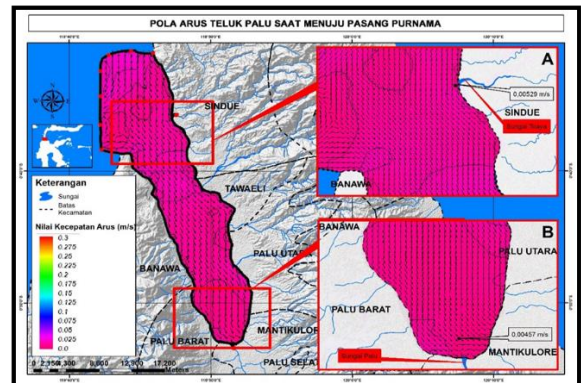 POLA ARUS TELUK PALU SAAT MENUJU PASANG PURNAMA
A
SINDUE
0,00529 m/s
SINDUE
BANAWA
TAWAELI
Keterangan
Sungai
Batas
Kecamatan
Nilai Kecepatan Arus (m/s)
0.3
0.275
0.25
0.225
0.2
0.175
0.15
0.125
0.1
0.075
0.05
0.025
0.0
BANAWA
PALU UTARA
BANAWA
B
PALU UTARA
PALU BARAT
0.00457 m/s
MANTIKULORE
Sungai Palu
PALU BARAT
MANTIKULORE
PALU SELAT
Meters